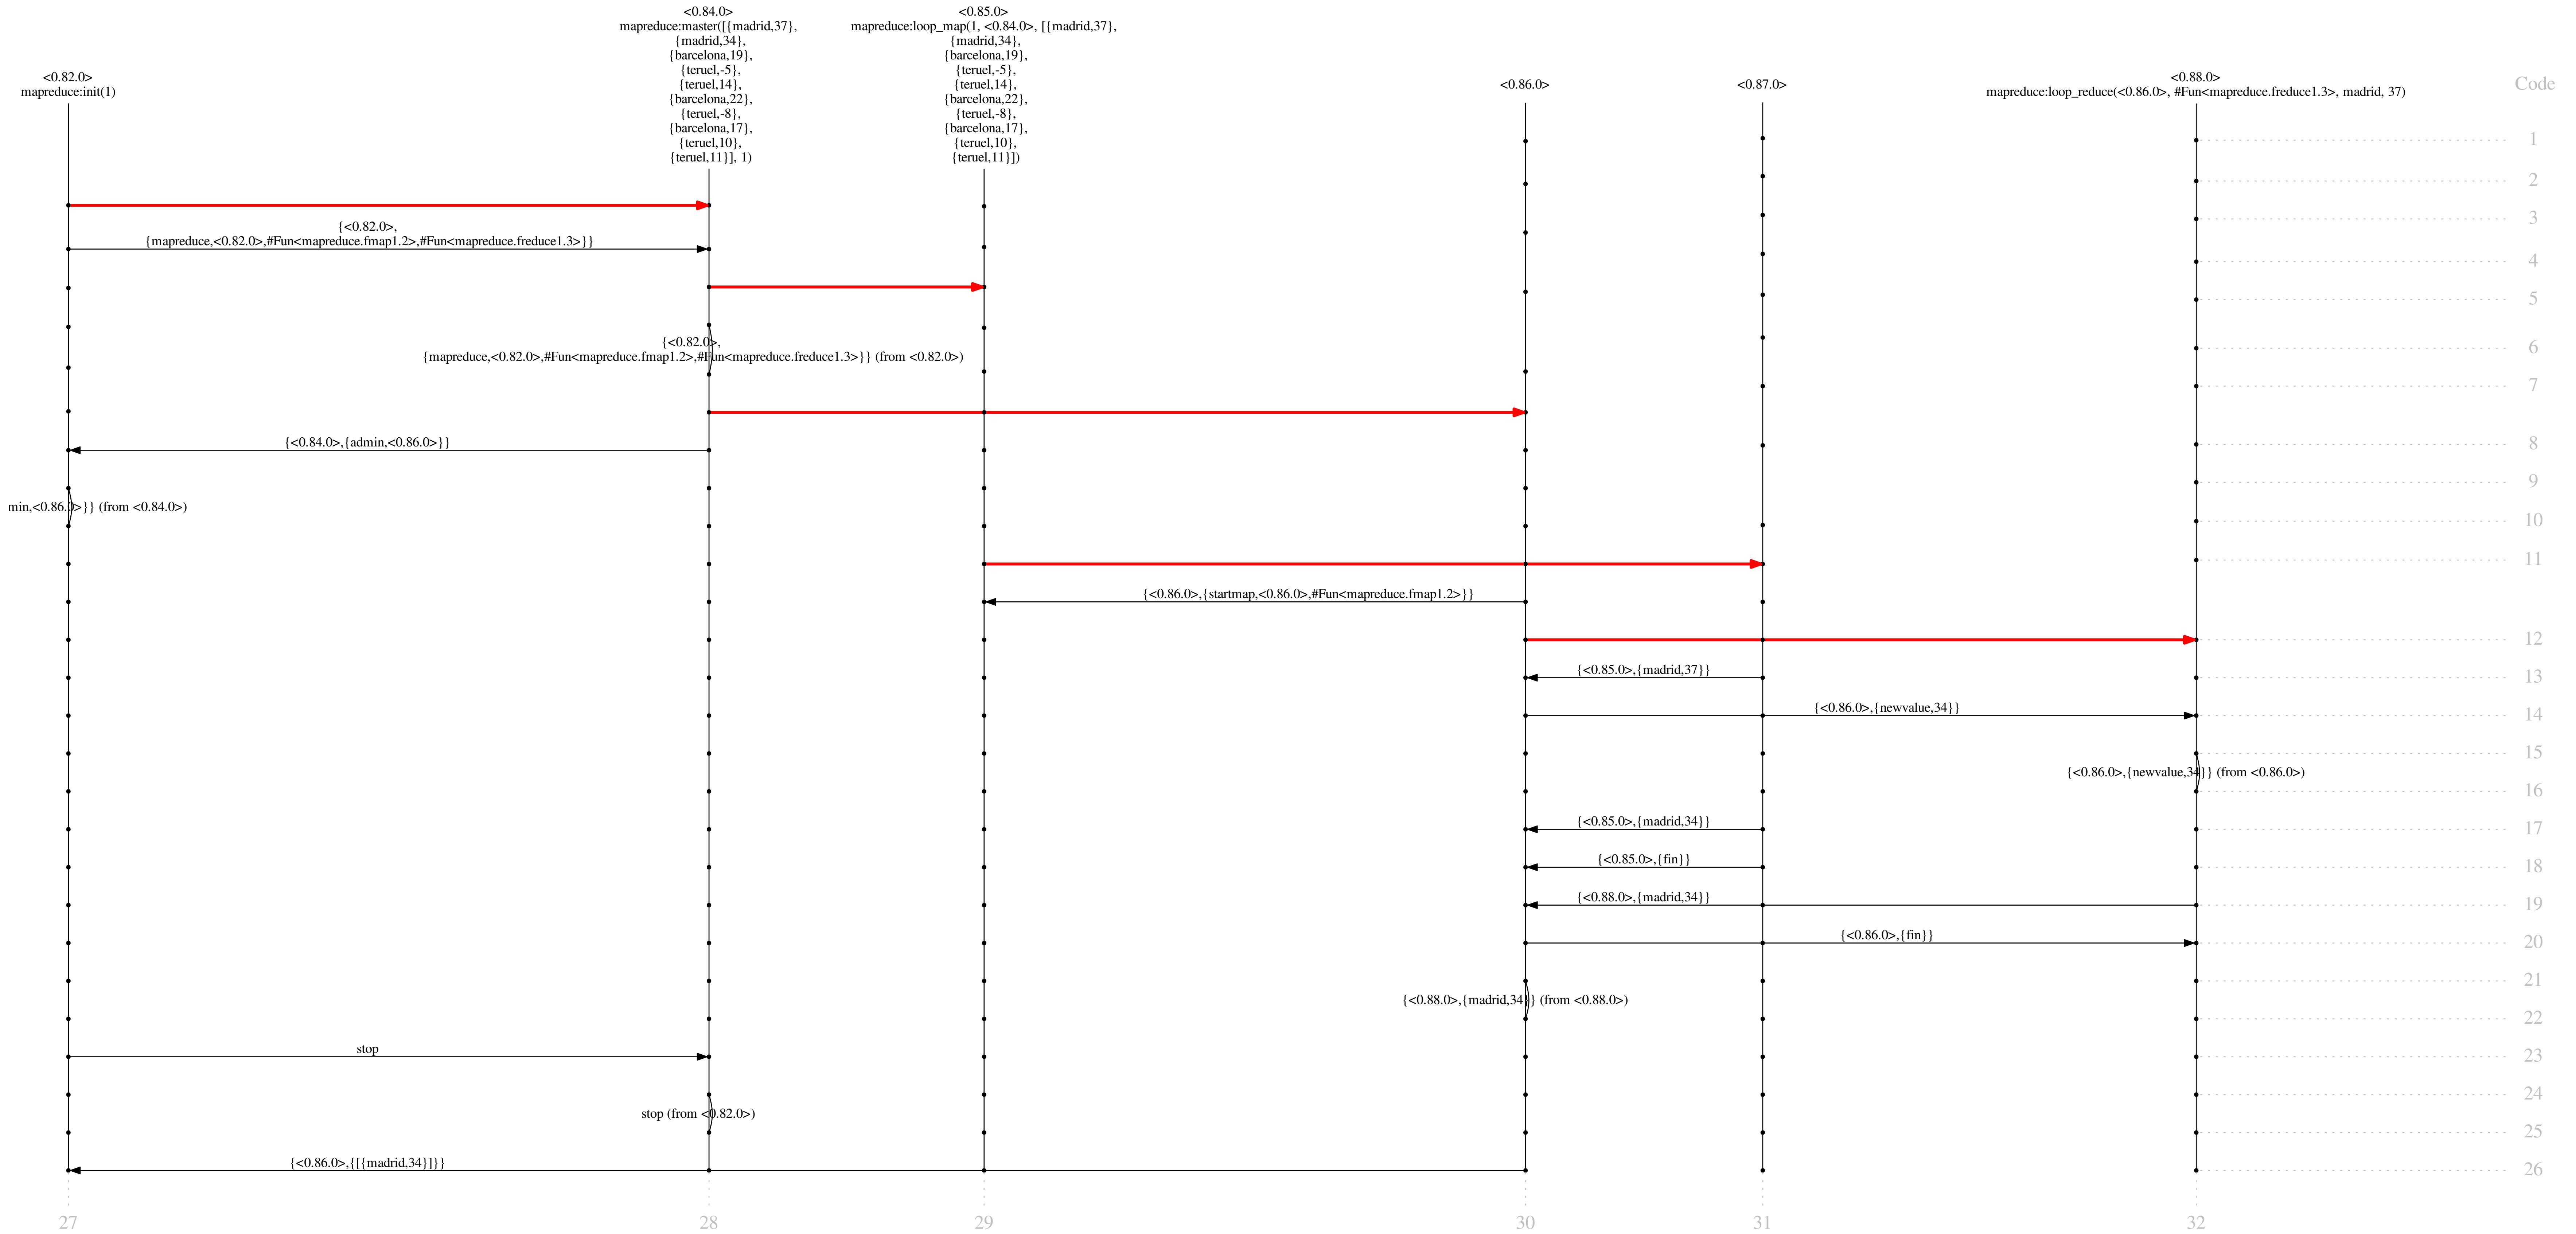 <0.82.0>
mapreduce:init(1)
<0.84.0>
mapreduce:master([{madrid,37},
{madrid,34},
{barcelona,19},
{teruel,-5},
{teruel,14},
{barcelona,22},
{teruel,-8},
{barcelona,17},
{teruel,10},
{teruel,11}], 1)
<0.85.0>
mapreduce:loop_map(1, <0.84.0>, [{madrid,37},
{madrid,34},
{barcelona,19},
{teruel,-5},
{teruel,14},
{barcelona,22},
{teruel,-8},
{barcelona,17},
{teruel,10},
{teruel,11}])
<0.86.0>
<0.87.0>
<0.88.0>
mapreduce:loop_reduce(<0.86.0>, #Fun<mapreduce.freduce1.3>, madrid, 37)
Code
1
2
3
{<0.82.0>,
{mapreduce,<0.82.0>,#Fun<mapreduce.fmap1.2>,#Fun<mapreduce.freduce1.3>}}
4
5
{<0.82.0>,
{mapreduce,<0.82.0>,#Fun<mapreduce.fmap1.2>,#Fun<mapreduce.freduce1.3>}} (from <0.82.0>)
6
7
{<0.84.0>,{admin,<0.86.0>}}
8
9
min,<0.86.0>}} (from <0.84.0>)
10
11
{<0.86.0>,{startmap,<0.86.0>,#Fun<mapreduce.fmap1.2>}}
12
{<0.85.0>,{madrid,37}}
13
{<0.86.0>,{newvalue,34}}
14
15
{<0.86.0>,{newvalue,34}} (from <0.86.0>)
16
{<0.85.0>,{madrid,34}}
17
{<0.85.0>,{fin}}
18
{<0.88.0>,{madrid,34}}
19
{<0.86.0>,{fin}}
20
21
{<0.88.0>,{madrid,34}} (from <0.88.0>)
22
stop
23
24
stop (from <0.82.0>)
25
{<0.86.0>,{[{madrid,34}]}}
26
27 28 29 30 31 32